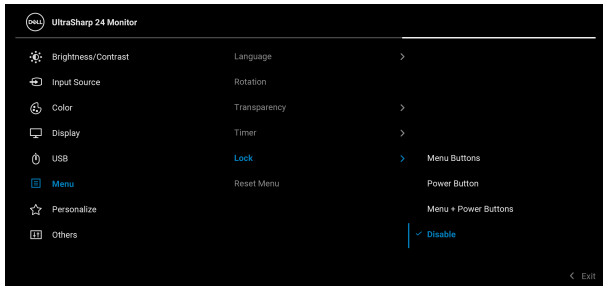 DELL UltraSharp 24 Monitor
Brightness/Contrast Language >
Input Source Rotation
Color Transparency >
Display Timer >
USB Lock > Menu Buttons
Menu Reset Menu Power Button
Personalize Menu + Power Buttons
Others ✓ Disable
< Exit